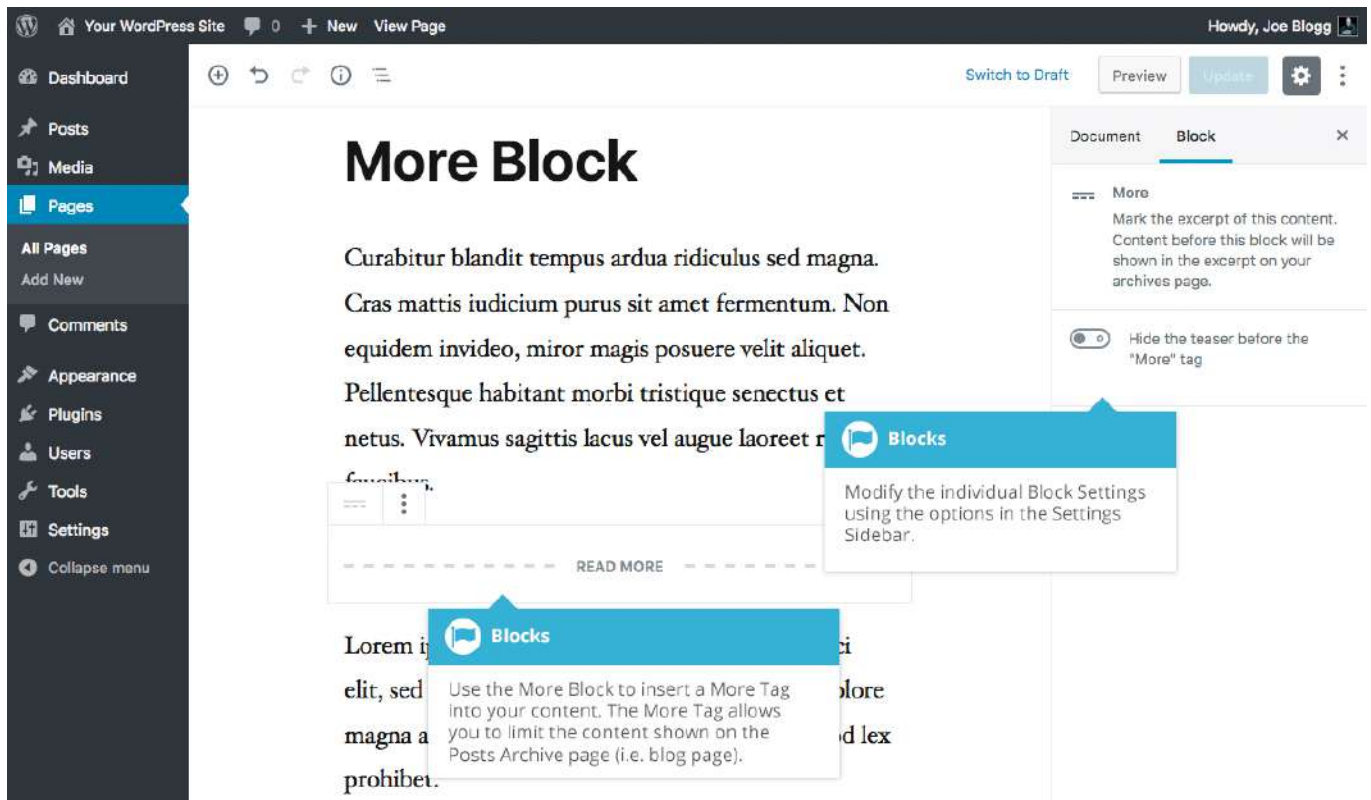 Your WordPress Site 0 + New View Page Howdy, Joe Blogg
Dashboard
Posts
Media
Pages
All Pages
Add New
Comments
Appearance
Plugins
Users
Tools
Settings
Collapse menu
Switch to Draft Preview Update
More Block
Curabitur blandit tempus ardua ridiculus sed magna.
Cras mattis iudicium purus sit amet fermentum. Non
equidem invideo, miror magis posuere velit aliquet.
Pellentesque habitant morbi tristique senectus et
netus. Vivamus sagittis lacus vel augue laoreet r
faucibus.
READ MORE
Lorem i ci
elit, sed olore
magna a d lex
prohibet.
Blocks
Use the More Block to insert a More Tag
into your content. The More Tag allows
you to limit the content shown on the
Posts Archive page (i.e. blog page).
Document Block ×
More
Mark the excerpt of this content.
Content before this block will be
shown in the excerpt on your
archives page.
Hide the teaser before the
"More" tag
Blocks
Modify the individual Block Settings
using the options in the Settings
Sidebar.